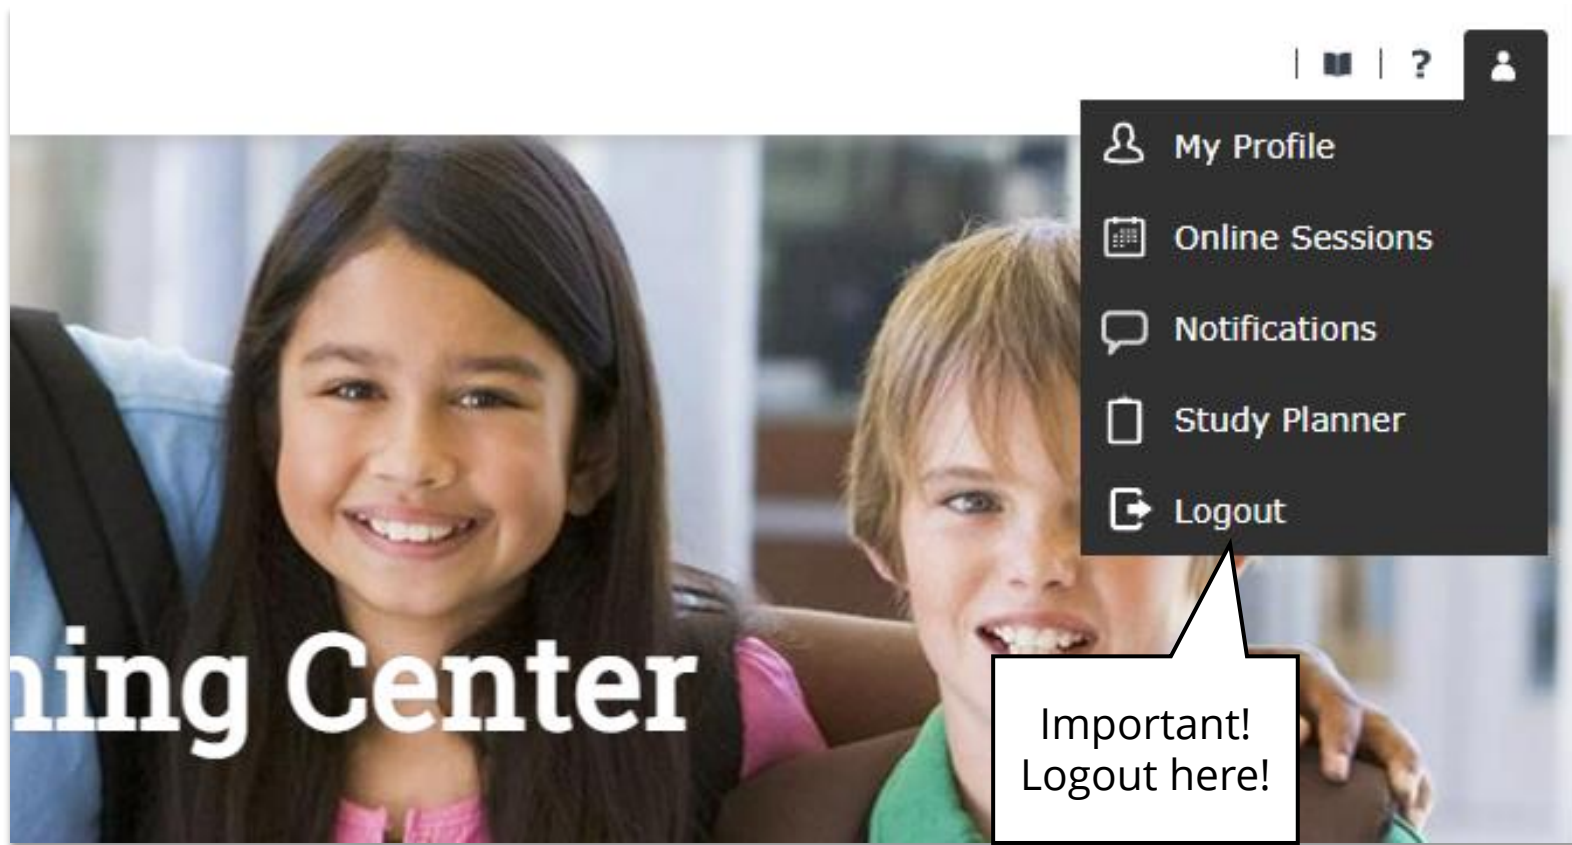 ?
My Profile
Online Sessions
Notifications
Study Planner
Logout
ning Center
Important!
Logout here!